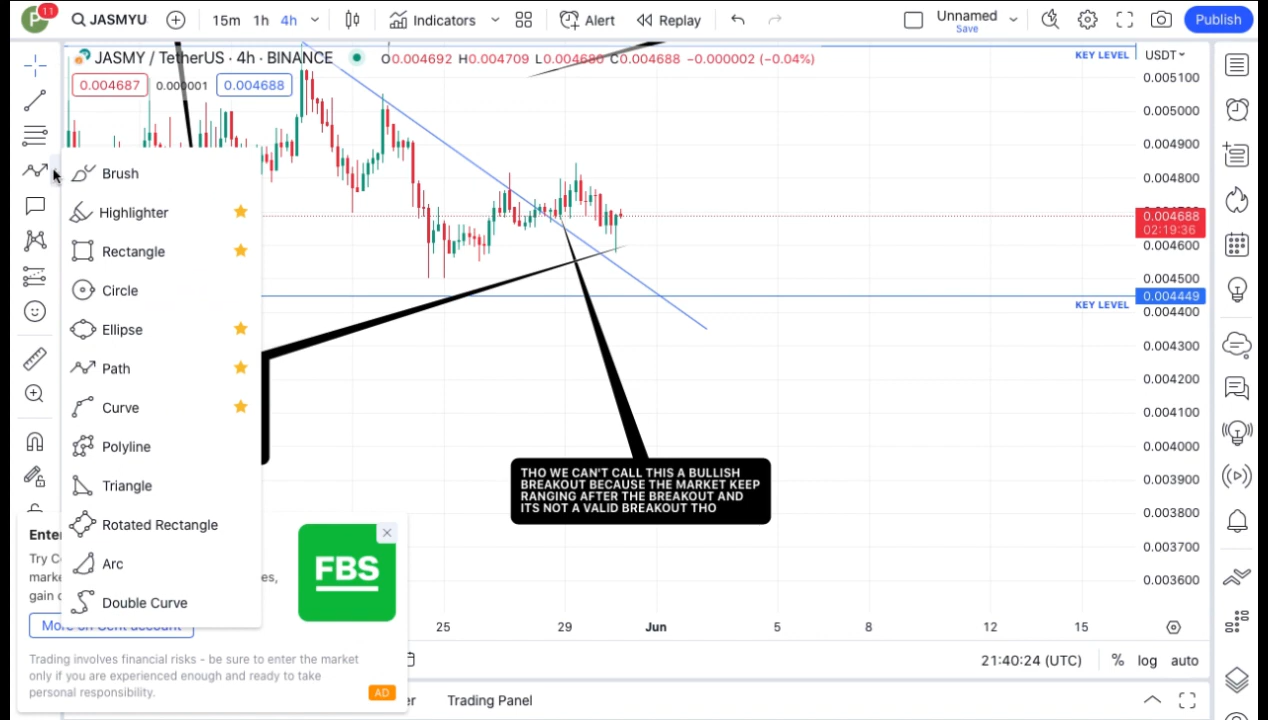 P 11 JASMYU 15m 1h 4h Indicators Alert Replay Unnamed Save Publish
JASMY / TetherUS · 4h · BINANCE O0.004692 H0.004709 L0.004680 C0.004688 −0.000002 (−0.04%) KEY LEVEL USDT
0.004687 0.000001 0.004688
0.005100
0.005000
0.004900
0.004800
0.004688
02:19:36
0.004600
0.004500
0.004449
KEY LEVEL
0.004400
0.004300
0.004200
0.004100
0.004000
0.003900
0.003800
0.003700
0.003600
Brush
Highlighter
Rectangle
Circle
Ellipse
Path
Curve
Polyline
Triangle
Rotated Rectangle
Arc
Double Curve
THO WE CAN'T CALL THIS A BULLISH
BREAKOUT BECAUSE THE MARKET KEEP
RANGING AFTER THE BREAKOUT AND
ITS NOT A VALID BREAKOUT THO
Try
gain
FBS
Trading involves financial risks - be sure to enter the market
only if you are experienced enough and ready to take
personal responsibility.
AD
25 29 Jun 5 8 12 15
21:40:24 (UTC) % log auto
Trading Panel